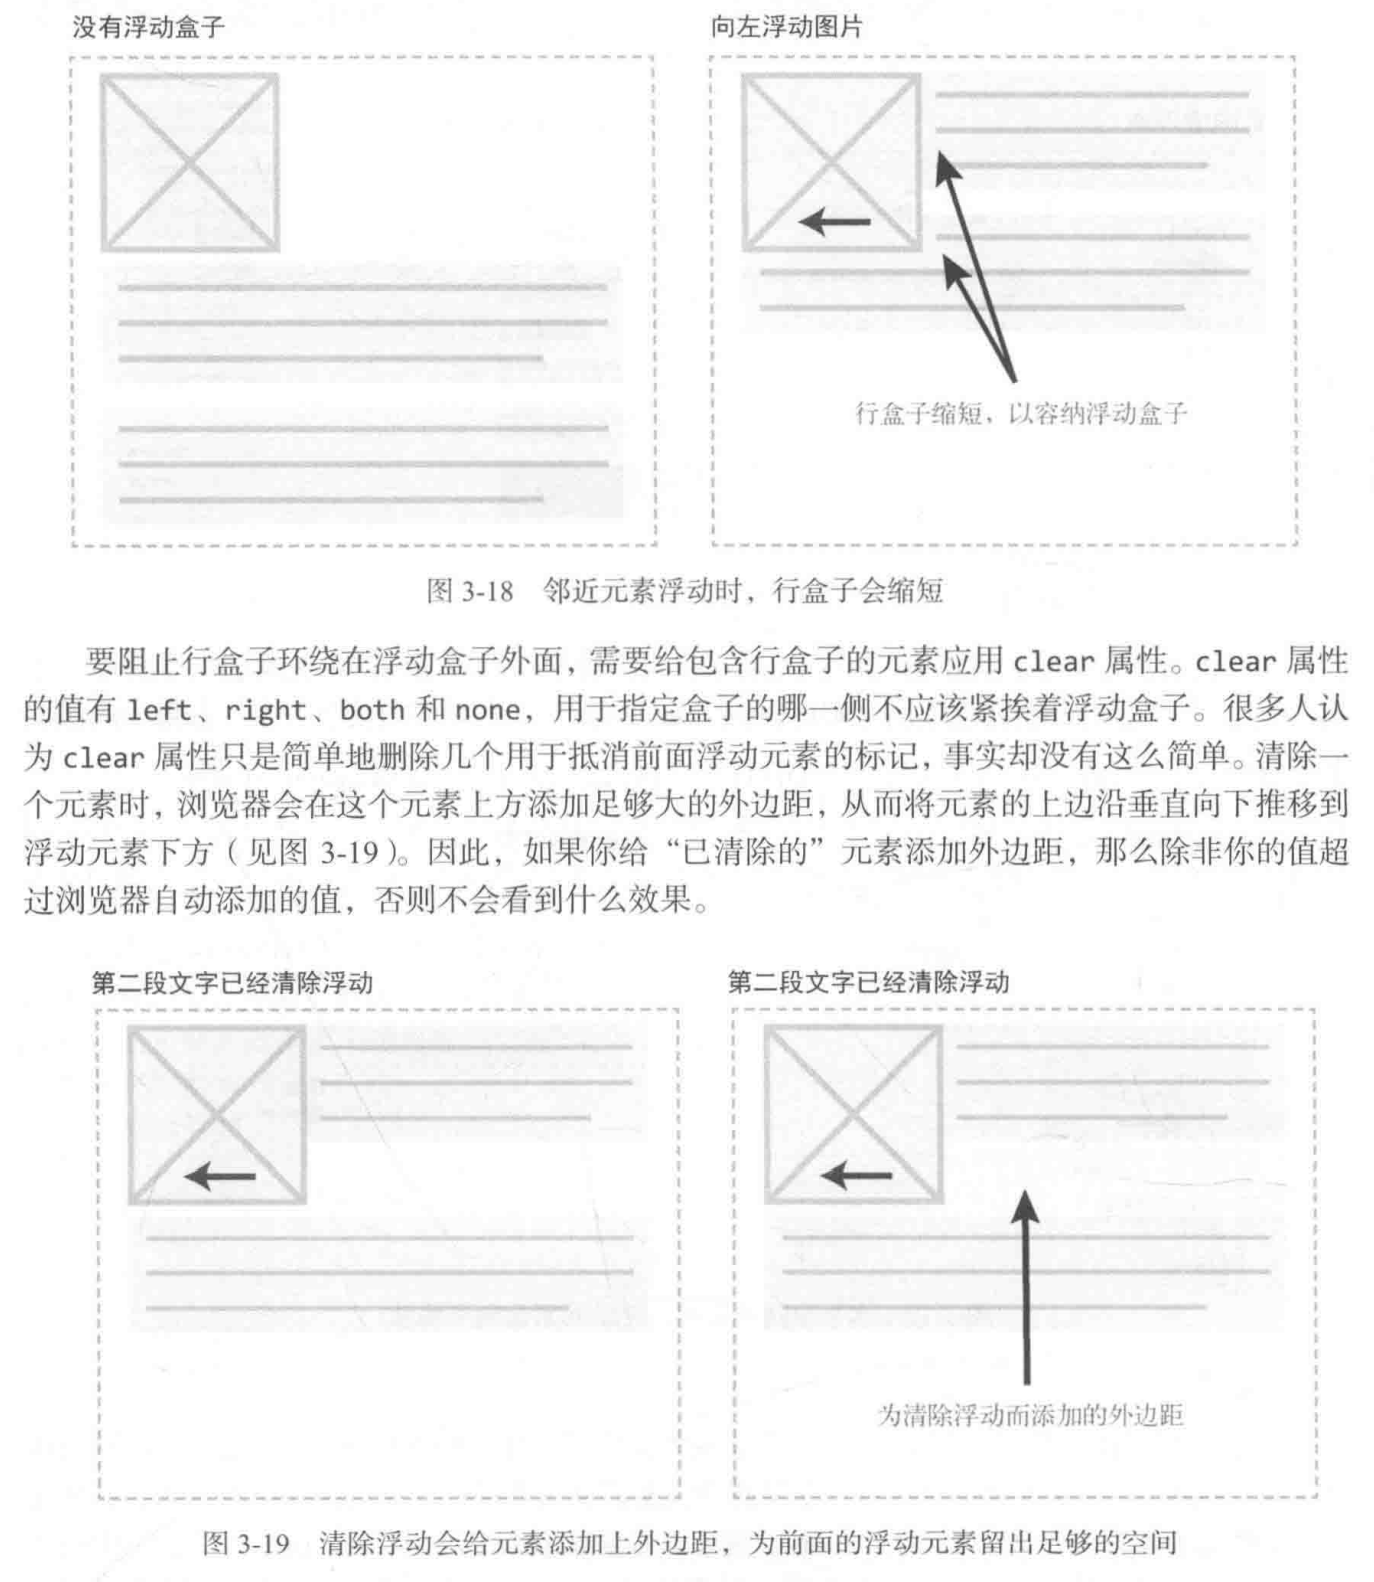 没有浮动盒子
向左浮动图片
行盒子缩短，以容纳浮动盒子
图 3-18 邻近元素浮动时，行盒子会缩短
要阻止行盒子环绕在浮动盒子外面，需要给包含行盒子的元素应用 clear 属性。clear 属性
的值有 left、right、both 和 none，用于指定盒子的哪一侧不应该紧挨着浮动盒子。很多人认
为 clear 属性只是简单地删除几个用于抵消前面浮动元素的标记，事实却没有这么简单。清除一
个元素时，浏览器会在这个元素上方添加足够大的外边距，从而将元素的上边沿垂直向下推移到
浮动元素下方（见图 3-19）。因此，如果你给“已清除的”元素添加外边距，那么除非你的值超
过浏览器自动添加的值，否则不会看到什么效果。
第二段文字已经清除浮动
第二段文字已经清除浮动
为清除浮动而添加的外边距
图 3-19 清除浮动会给元素添加上外边距，为前面的浮动元素留出足够的空间